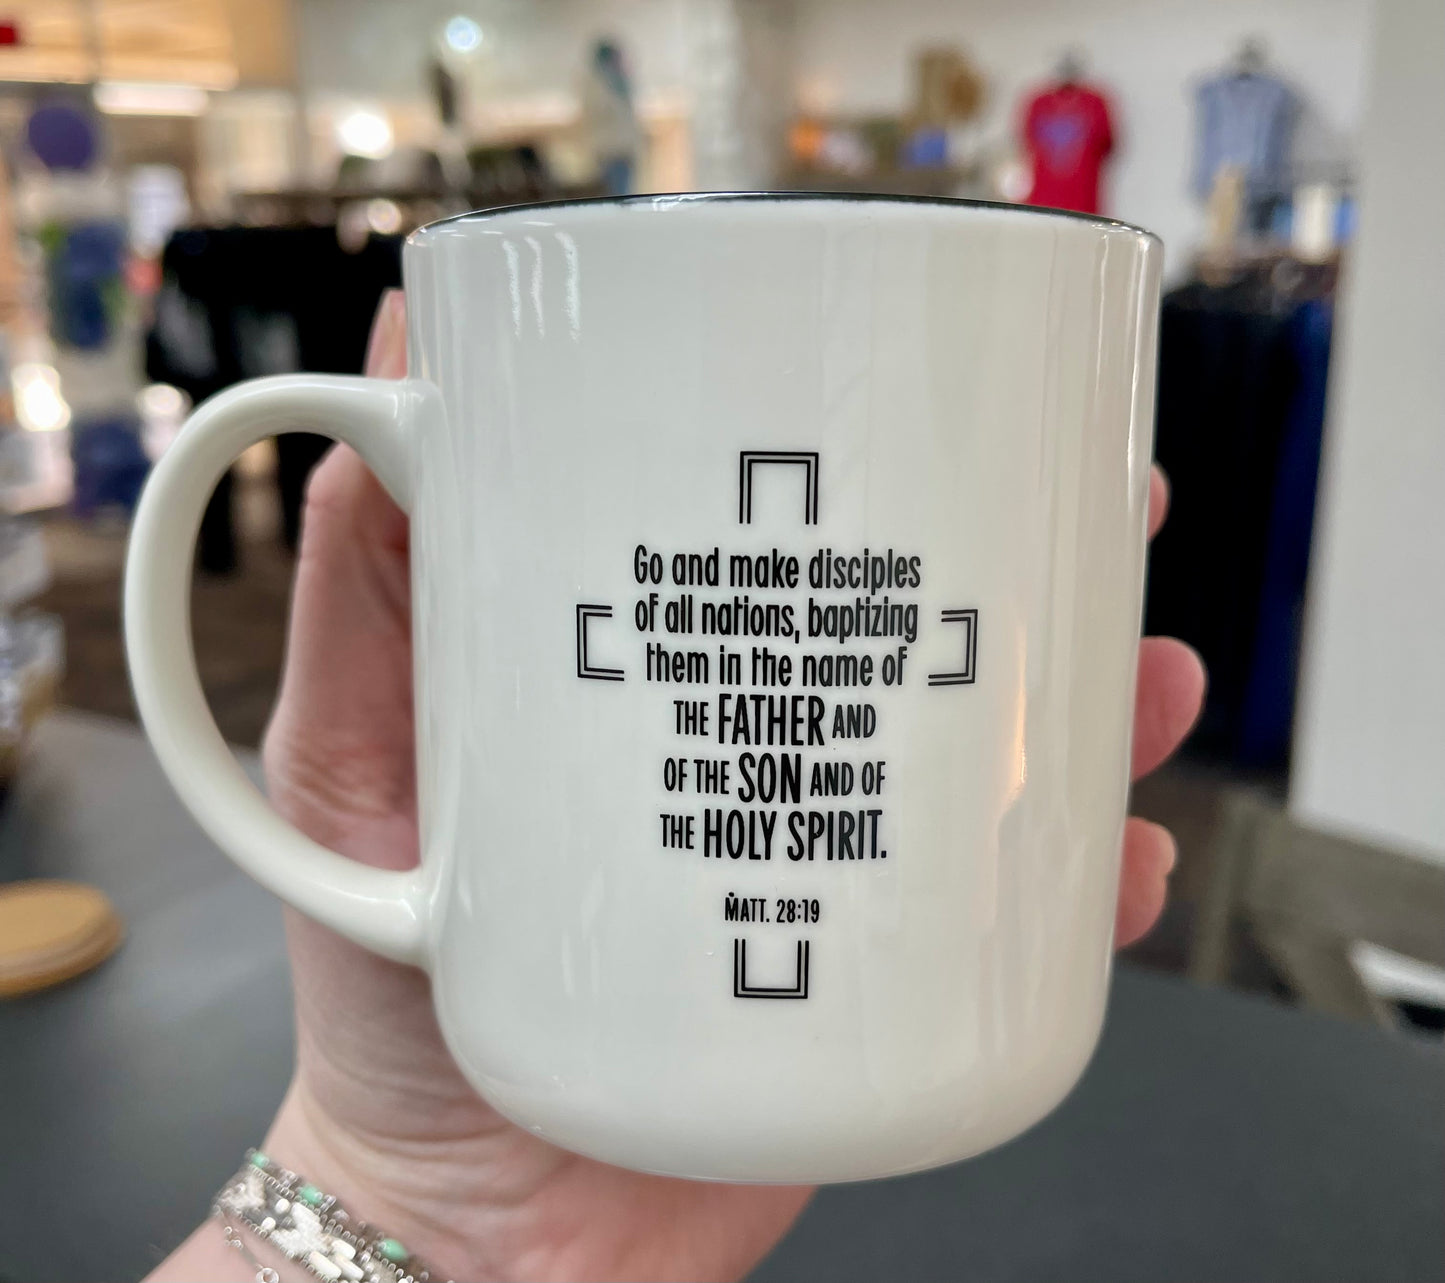 Go and make disciples
of all nations, baptizing
them in the name of
THE FATHER AND
OF THE SON AND OF
THE HOLY SPIRIT.
MATT. 28:19